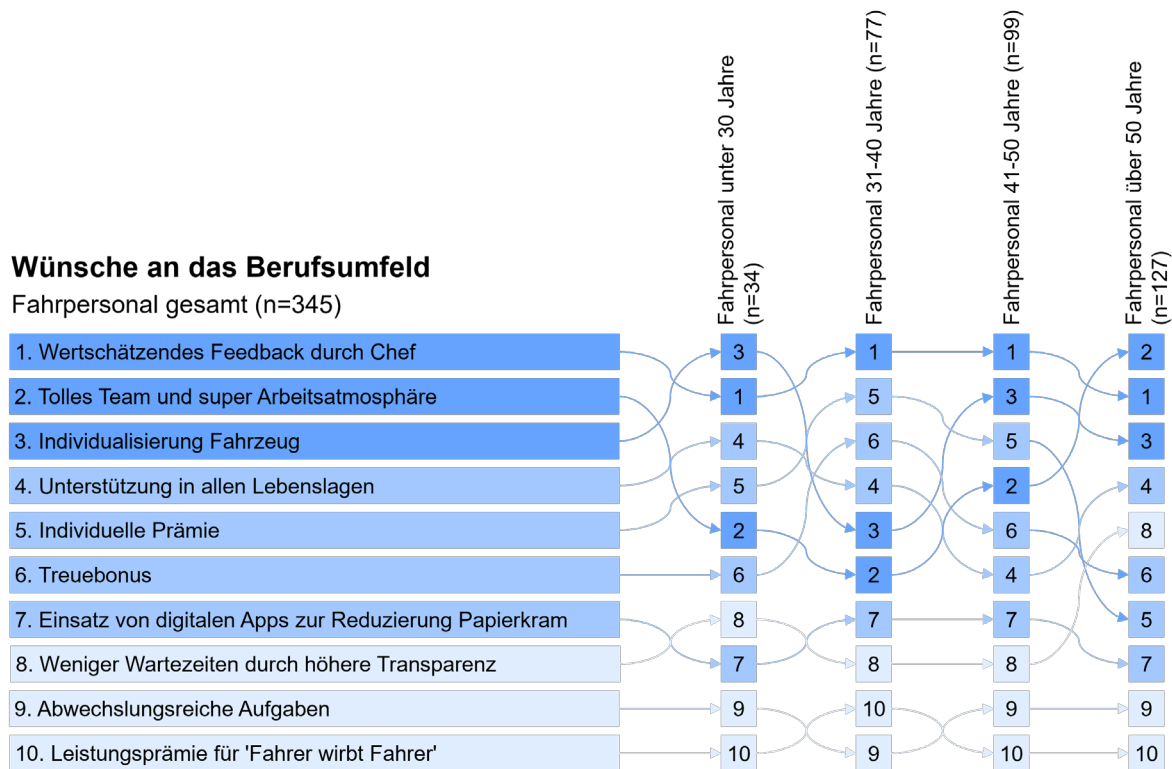 Fahrpersonal unter 30 Jahre
(n=34)
Fahrpersonal 31-40 Jahre (n=77)
Fahrpersonal 41-50 Jahre (n=99)
Fahrpersonal über 50 Jahre
(n=127)
Wünsche an das Berufsumfeld
Fahrpersonal gesamt (n=345)
1. Wertschätzendes Feedback durch Chef 3 1 1 2
2. Tolles Team und super Arbeitsatmosphäre 1 5 3 1
3. Individualisierung Fahrzeug 4 6 5 3
4. Unterstützung in allen Lebenslagen 5 4 2 4
5. Individuelle Prämie 2 3 6 8
6. Treuebonus 6 2 4 6
7. Einsatz von digitalen Apps zur Reduzierung Papierkram 8 7 7 5
8. Weniger Wartezeiten durch höhere Transparenz 7 8 8 7
9. Abwechslungsreiche Aufgaben 9 10 9 9
10. Leistungsprämie für 'Fahrer wirbt Fahrer' 10 9 10 10